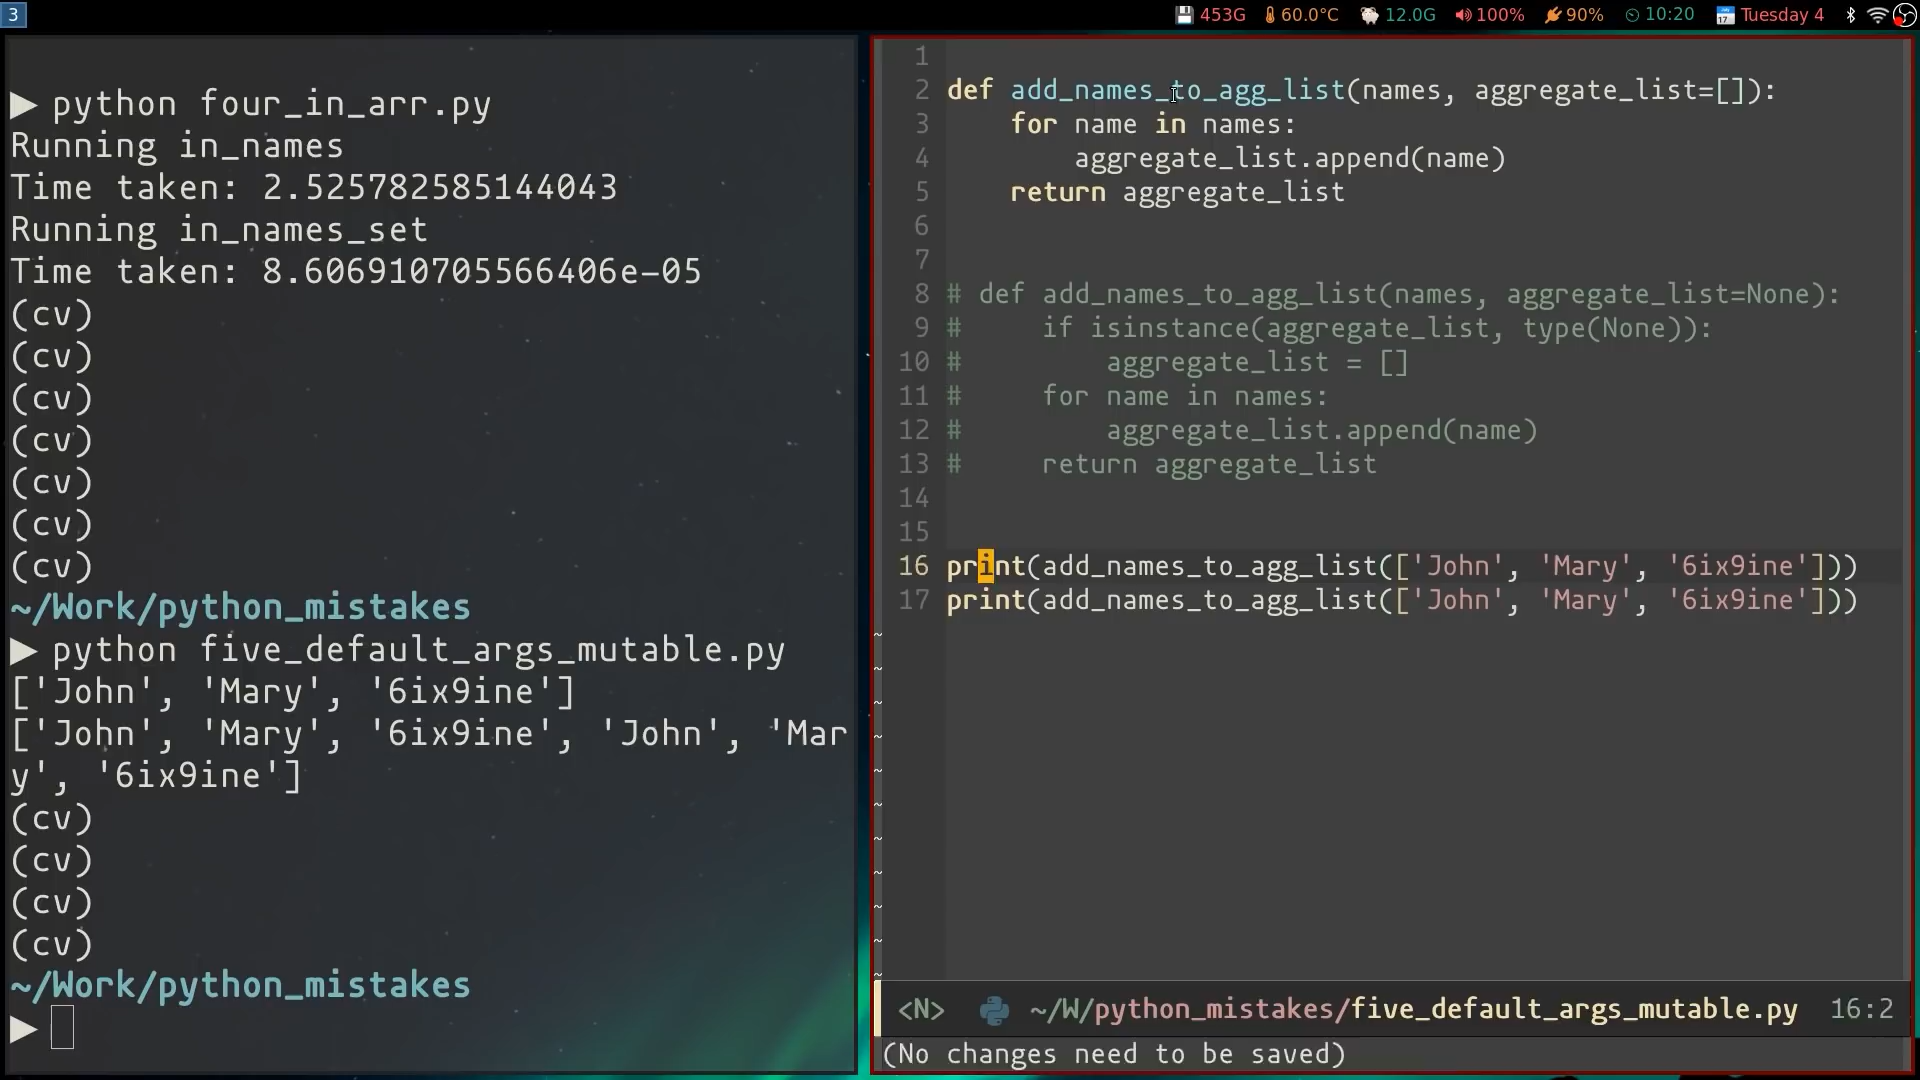 3 453G 60.0°C 12.0G 100% 90% 10:20 17 Tuesday 4
▶ python four_in_arr.py
Running in_names
Time taken: 2.525782585144043
Running in_names_set
Time taken: 8.606910705566406e-05
(cv)
(cv)
(cv)
(cv)
(cv)
(cv)
(cv)
~/Work/python_mistakes
▶ python five_default_args_mutable.py
['John', 'Mary', '6ix9ine']
['John', 'Mary', '6ix9ine', 'John', 'Mar
y', '6ix9ine']
(cv)
(cv)
(cv)
(cv)
~/Work/python_mistakes
▶
1
2 def add_names_to_agg_list(names, aggregate_list=[]):
3     for name in names:
4         aggregate_list.append(name)
5     return aggregate_list
6
7
8 # def add_names_to_agg_list(names, aggregate_list=None):
9 #     if isinstance(aggregate_list, type(None)):
10 #         aggregate_list = []
11 #     for name in names:
12 #         aggregate_list.append(name)
13 #     return aggregate_list
14
15
16 print(add_names_to_agg_list(['John', 'Mary', '6ix9ine']))
17 print(add_names_to_agg_list(['John', 'Mary', '6ix9ine']))
~
~
~
~
~
~
~
~
~
~
~
<N> ~/W/python_mistakes/five_default_args_mutable.py 16:2
(No changes need to be saved)